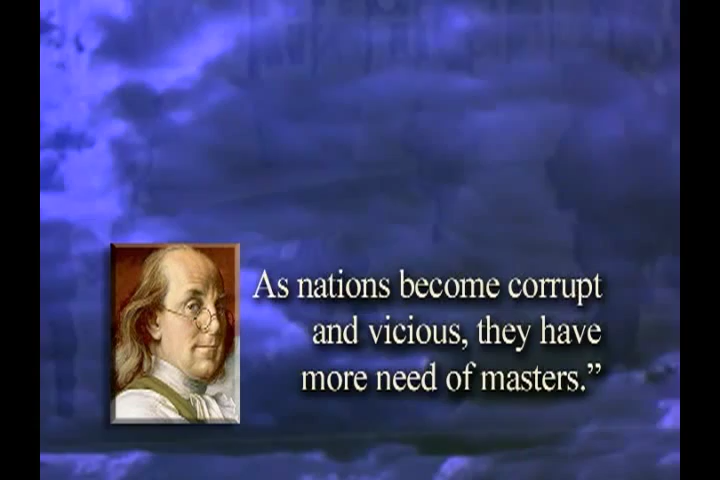 As nations become corrupt
and vicious, they have
more need of masters.”